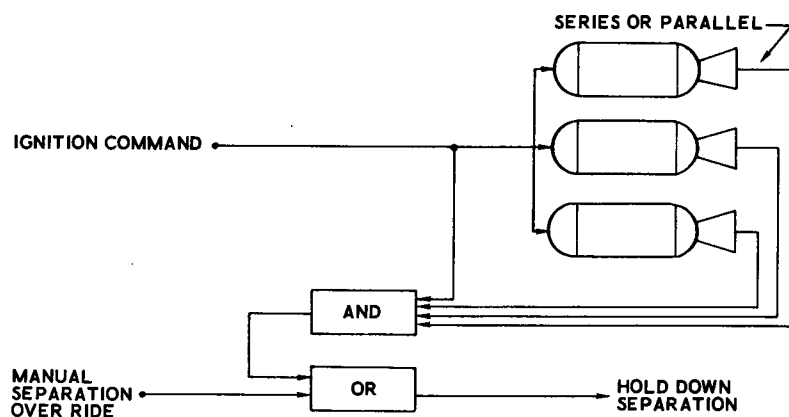 SERIES OR PARALLEL
IGNITION COMMAND
AND
OR
MANUAL
SEPARATION
OVER RIDE
HOLD DOWN
SEPARATION